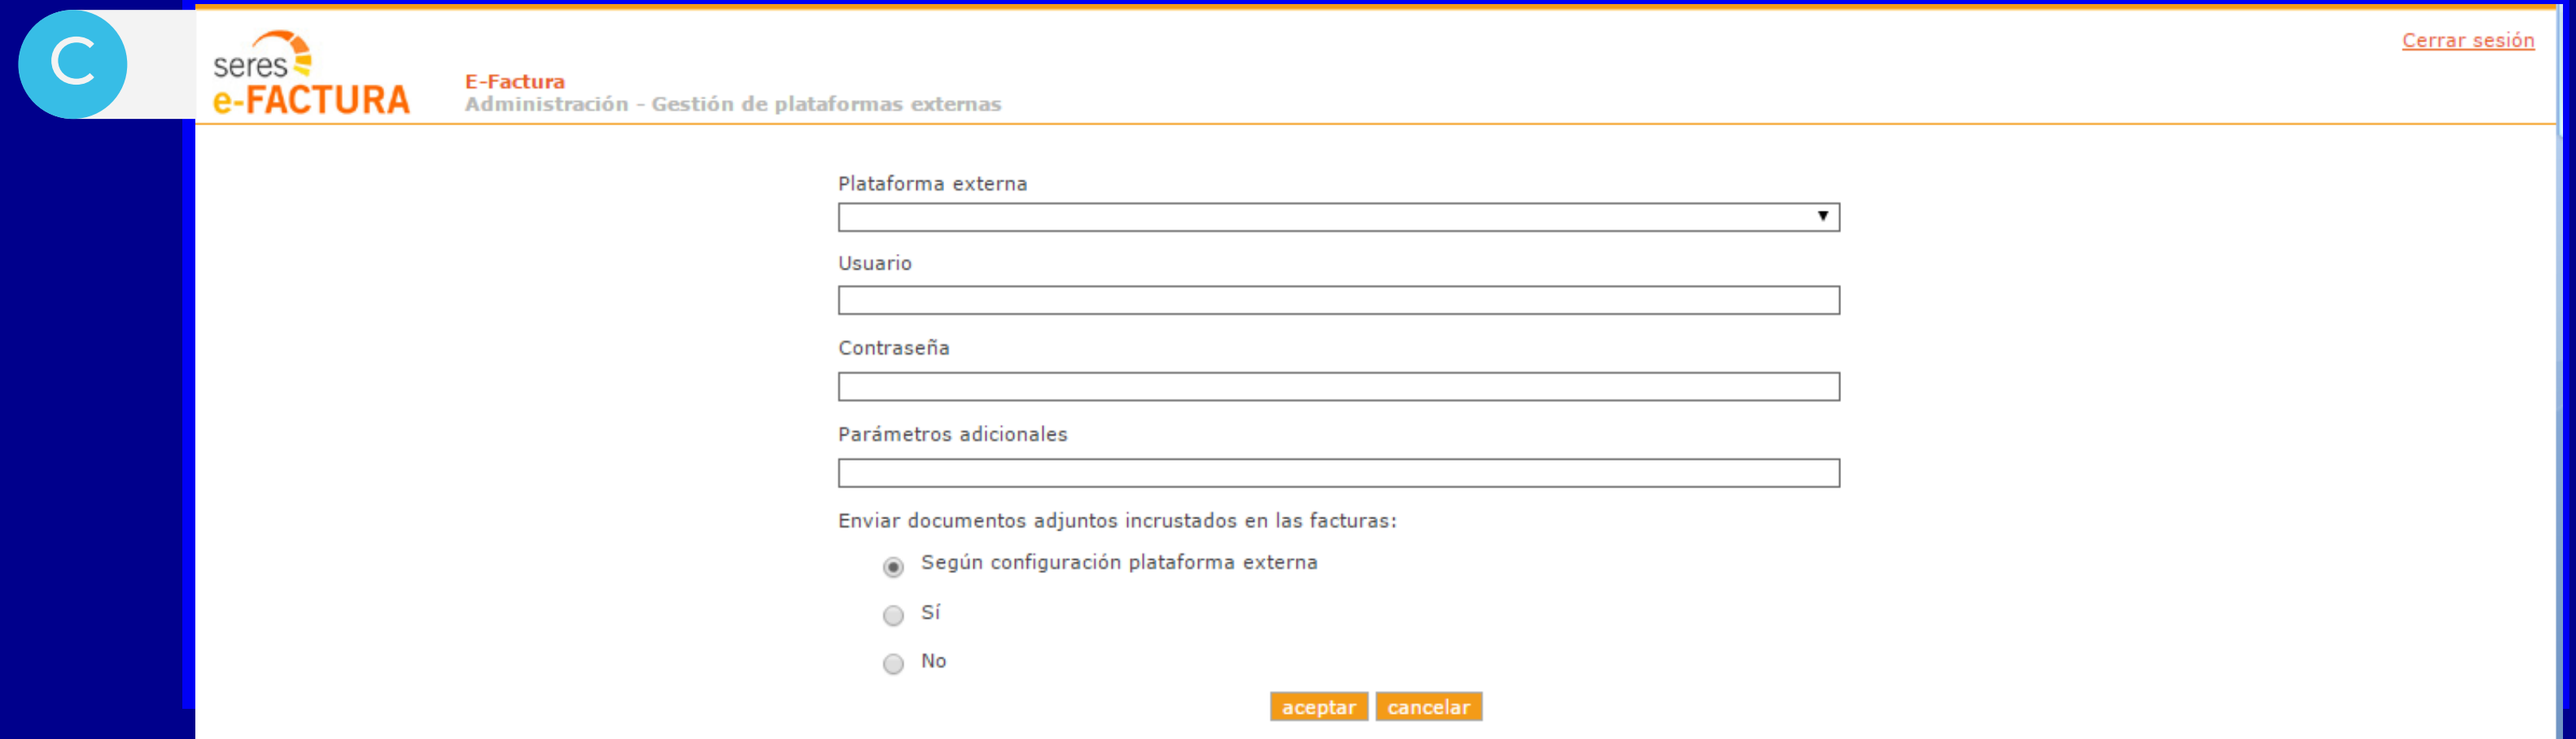 C
Cerrar sesión
seres
e-FACTURA
E-Factura
Administración - Gestión de plataformas externas
Plataforma externa
Usuario
Contraseña
Parámetros adicionales
Enviar documentos adjuntos incrustados en las facturas:
Según configuración plataforma externa
Sí
No
aceptar cancelar